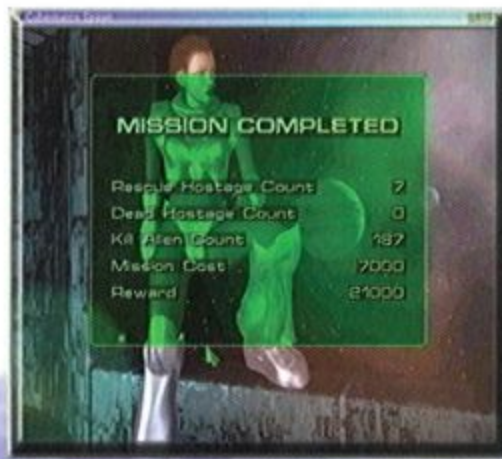 MISSION COMPLETED
Rescue Hostage Count 7
Dead Hostage Count 0
Kill Alien Count 187
Mission Cost 7000
Reward 21000